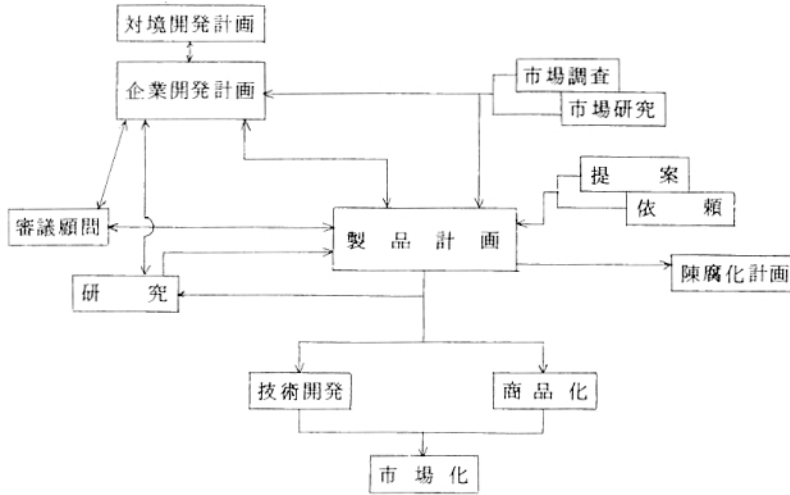 対境開発計画
企業開発計画
市場調査
市場研究
提案
依頼
審議顧問
製品計画
陳腐化計画
研究
技術開発
商品化
市場化